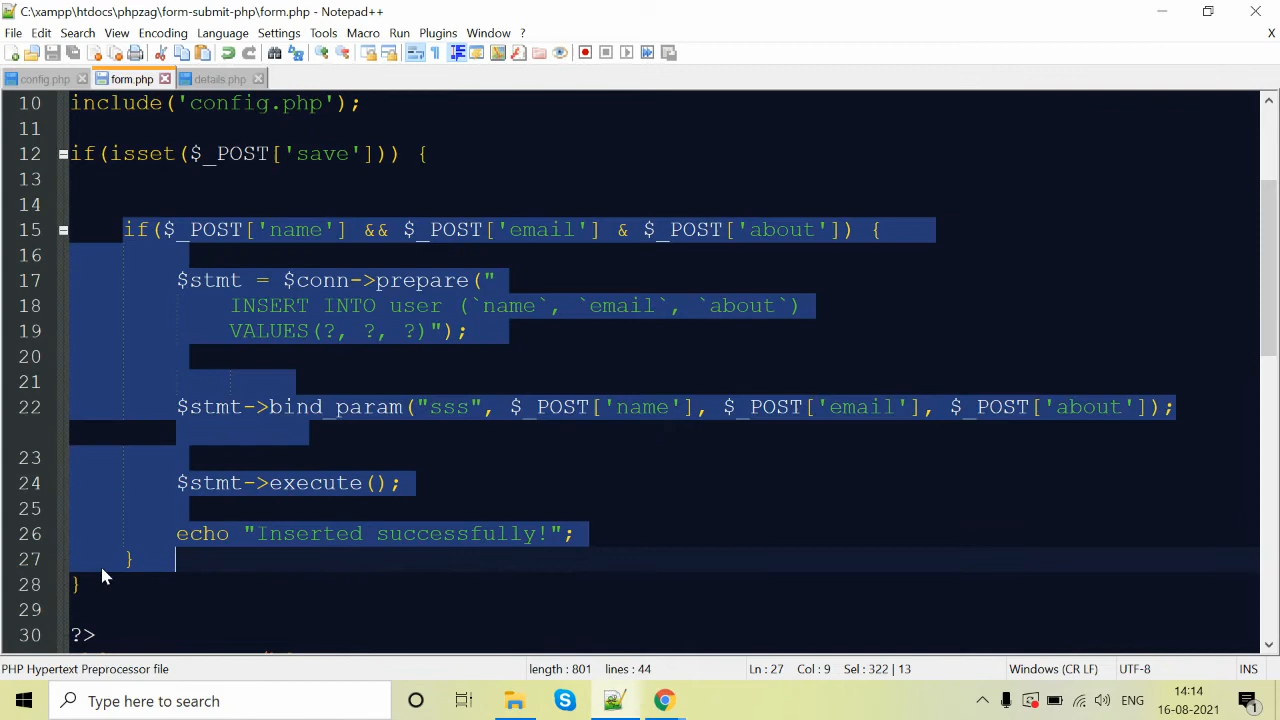 C:\xampp\htdocs\phpzag\form-submit-php\form.php - Notepad++
File Edit Search View Encoding Language Settings Tools Macro Run Plugins Window ? X
config.php form.php details.php
10 include('config.php');
11
12 if(isset($_POST['save'])) {
13
14
15 if($_POST['name'] && $_POST['email'] & $_POST['about']) {
16
17 $stmt = $conn->prepare("
18 INSERT INTO user (`name`, `email`, `about`)
19 VALUES(?, ?, ?)");
20
21
22 $stmt->bind_param("sss", $_POST['name'], $_POST['email'], $_POST['about']);
23
24 $stmt->execute();
25
26 echo "Inserted successfully!";
27 }
28 }
29
30 ?>
PHP Hypertext Preprocessor file length : 801 lines : 44 Ln : 27 Col : 9 Sel : 322 | 13 Windows (CR LF) UTF-8 INS
Type here to search ENG 14:14
16-08-2021
1